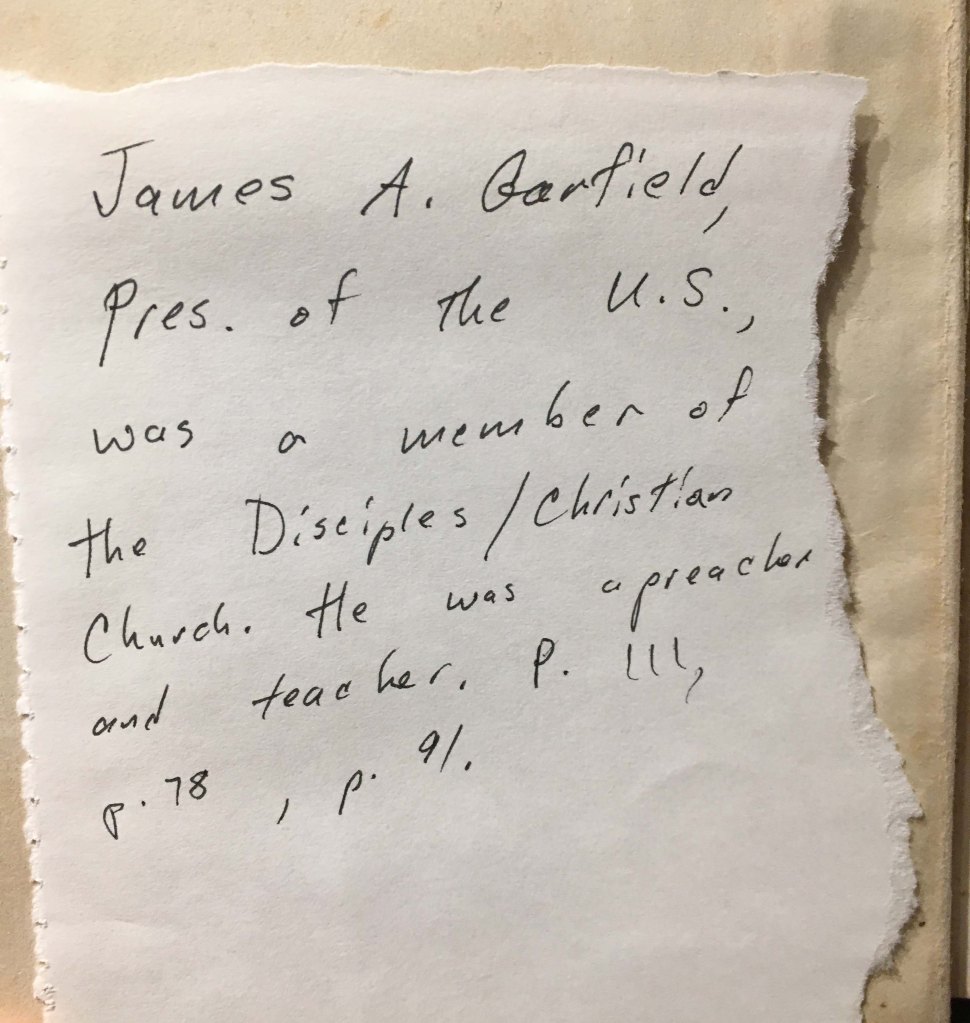 James A. Garfield,
Pres. of the U.S.,
was a member of
the Disciples/Christian
Church. He was a preacher
and teacher. P. 111,
p. 78, p. 91.